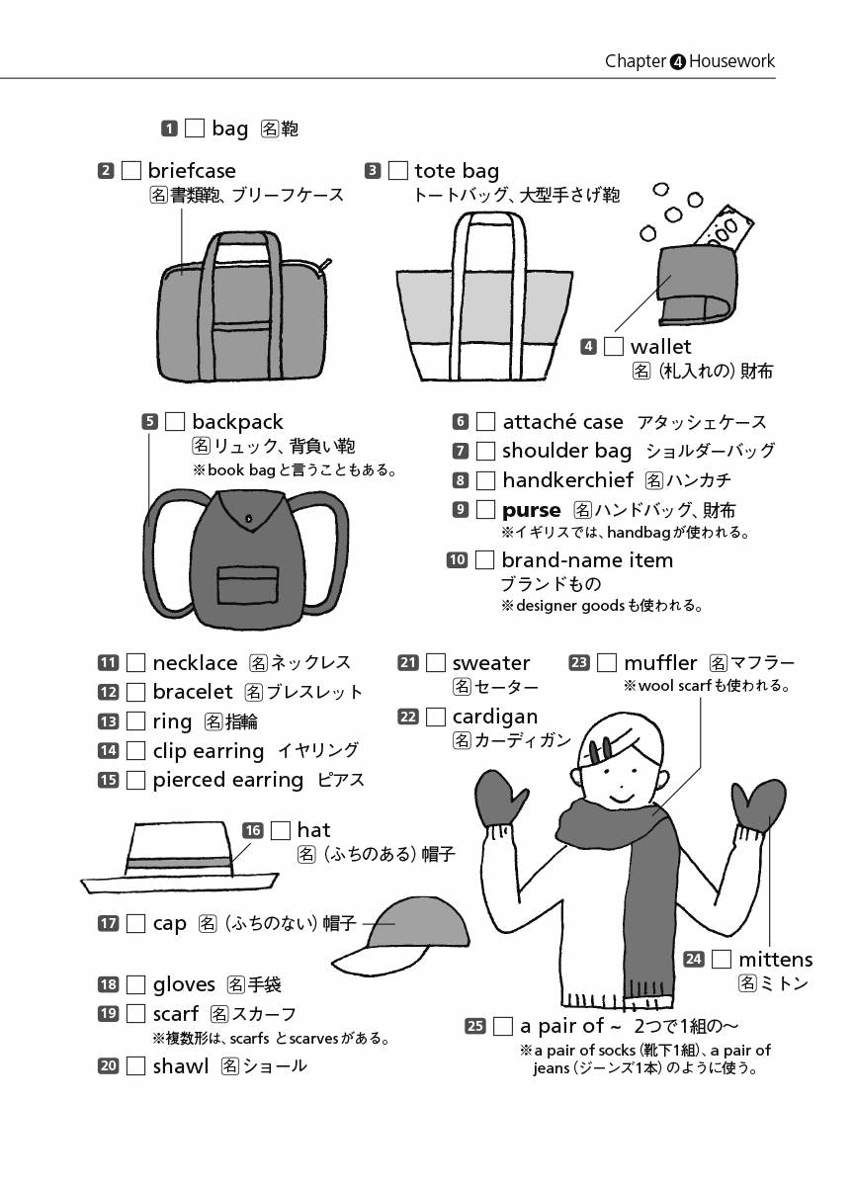 Chapter 4 Housework
1 □ bag 名鞄
2 □ briefcase
名書類鞄、ブリーフケース
3 □ tote bag
トートバッグ、大型手さげ鞄
4 □ wallet
名（札入れの）財布
5 □ backpack
名リュック、背負い鞄
※book bagと言うこともある。
6 □ attaché case アタッシェケース
7 □ shoulder bag ショルダーバッグ
8 □ handkerchief 名ハンカチ
9 □ purse 名ハンドバッグ、財布
※イギリスでは、handbagが使われる。
10 □ brand-name item
ブランドもの
※designer goodsも使われる。
11 □ necklace 名ネックレス
12 □ bracelet 名ブレスレット
13 □ ring 名指輪
14 □ clip earring イヤリング
15 □ pierced earring ピアス
16 □ hat
名（ふちのある）帽子
17 □ cap 名（ふちのない）帽子
18 □ gloves 名手袋
19 □ scarf 名スカーフ
※複数形は、scarfs とscarvesがある。
20 □ shawl 名ショール
21 □ sweater
名セーター
22 □ cardigan
名カーディガン
23 □ muffler 名マフラー
※wool scarfも使われる。
24 □ mittens
名ミトン
25 □ a pair of ~ 2つで1組の〜
※a pair of socks（靴下1組）、a pair of
jeans（ジーンズ1本）のように使う。